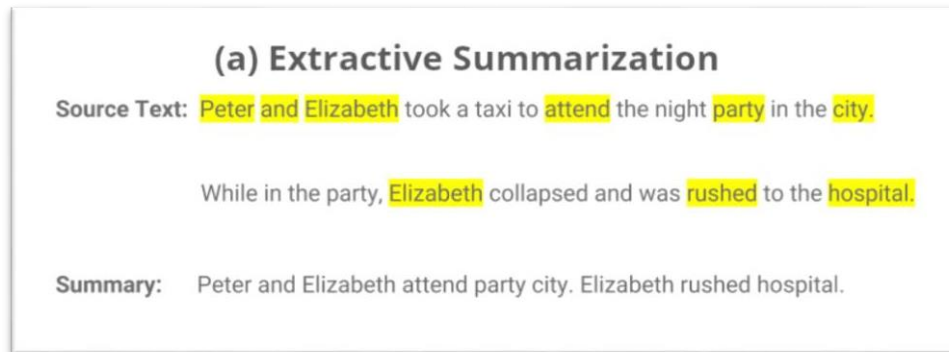 (a) Extractive Summarization
Source Text: Peter and Elizabeth took a taxi to attend the night party in the city.
While in the party, Elizabeth collapsed and was rushed to the hospital.
Summary: Peter and Elizabeth attend party city. Elizabeth rushed hospital.